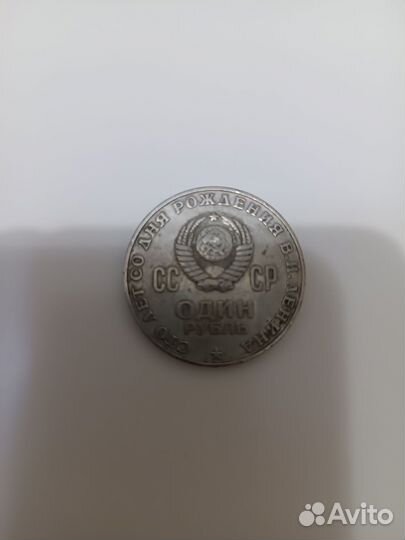 СТО ЛЕТ СО ДНЯ РОЖДЕНИЯ В.И.ЛЕНИНА
СС СР
ОДИН
РУБЛЬ
Avito